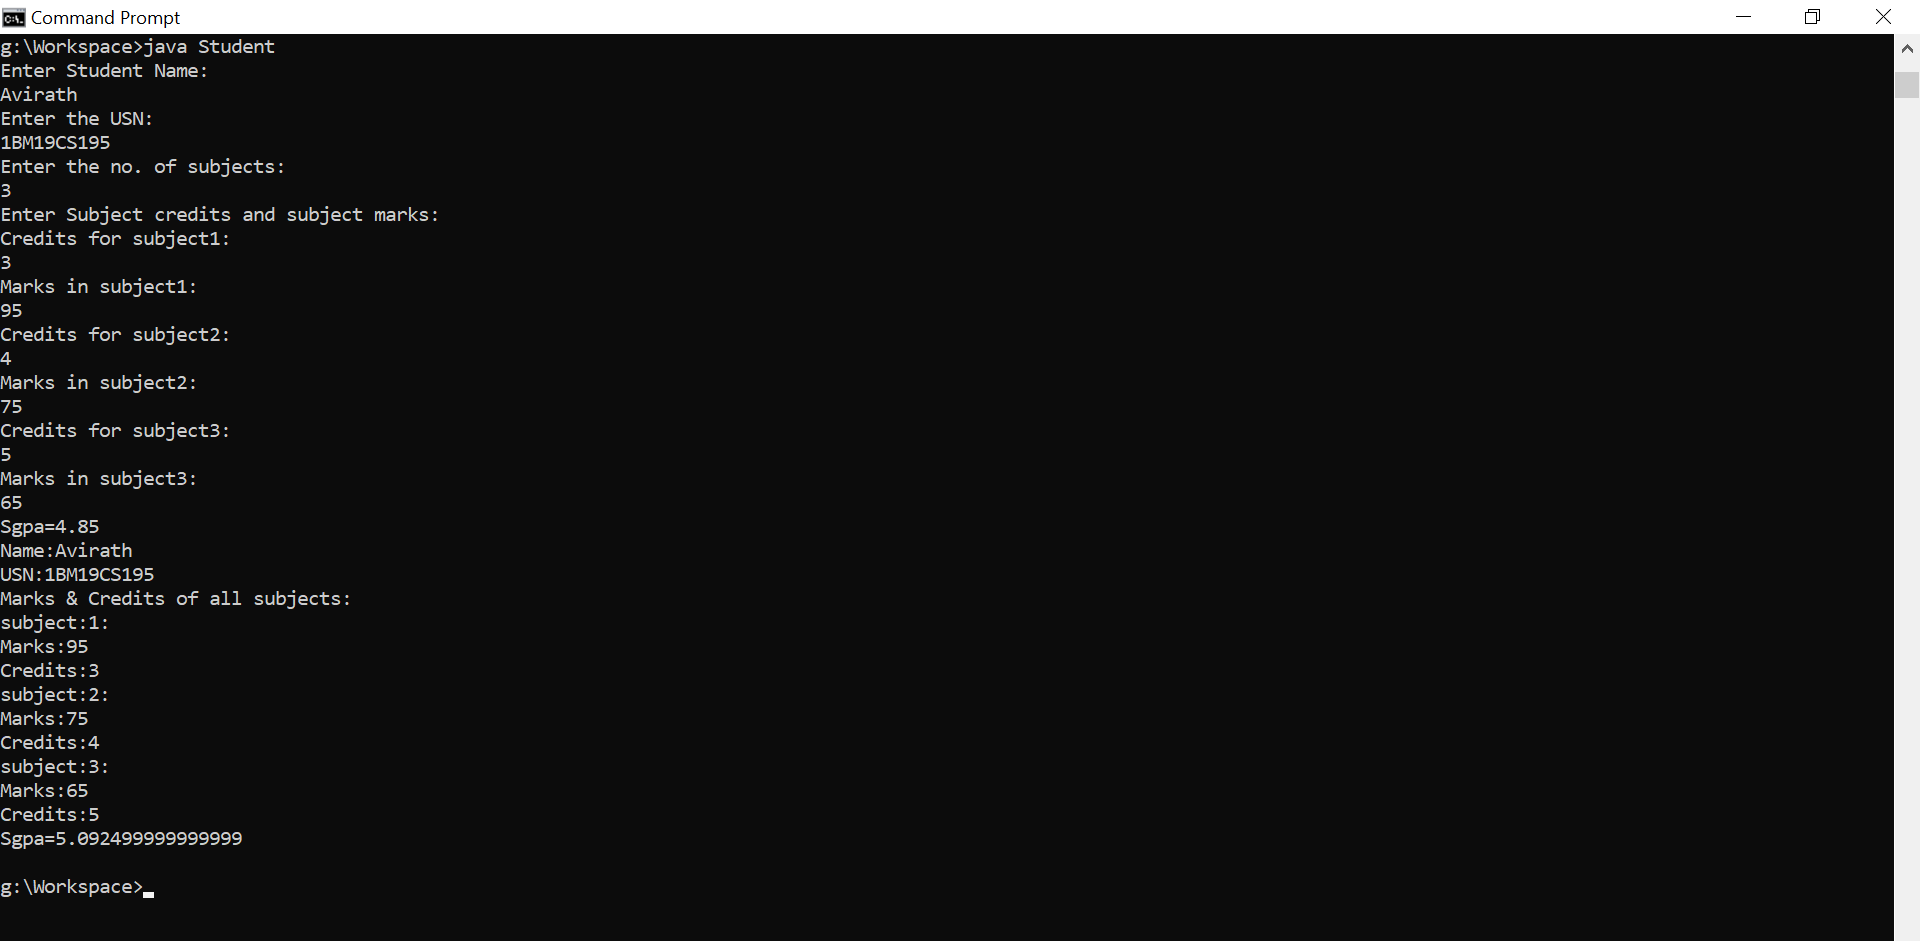 Command Prompt
g:\Workspace>java Student
Enter Student Name:
Avirath
Enter the USN:
1BM19CS195
Enter the no. of subjects:
3
Enter Subject credits and subject marks:
Credits for subject1:
3
Marks in subject1:
95
Credits for subject2:
4
Marks in subject2:
75
Credits for subject3:
5
Marks in subject3:
65
Sgpa=4.85
Name:Avirath
USN:1BM19CS195
Marks & Credits of all subjects:
subject:1:
Marks:95
Credits:3
subject:2:
Marks:75
Credits:4
subject:3:
Marks:65
Credits:5
Sgpa=5.092499999999999
g:\Workspace>